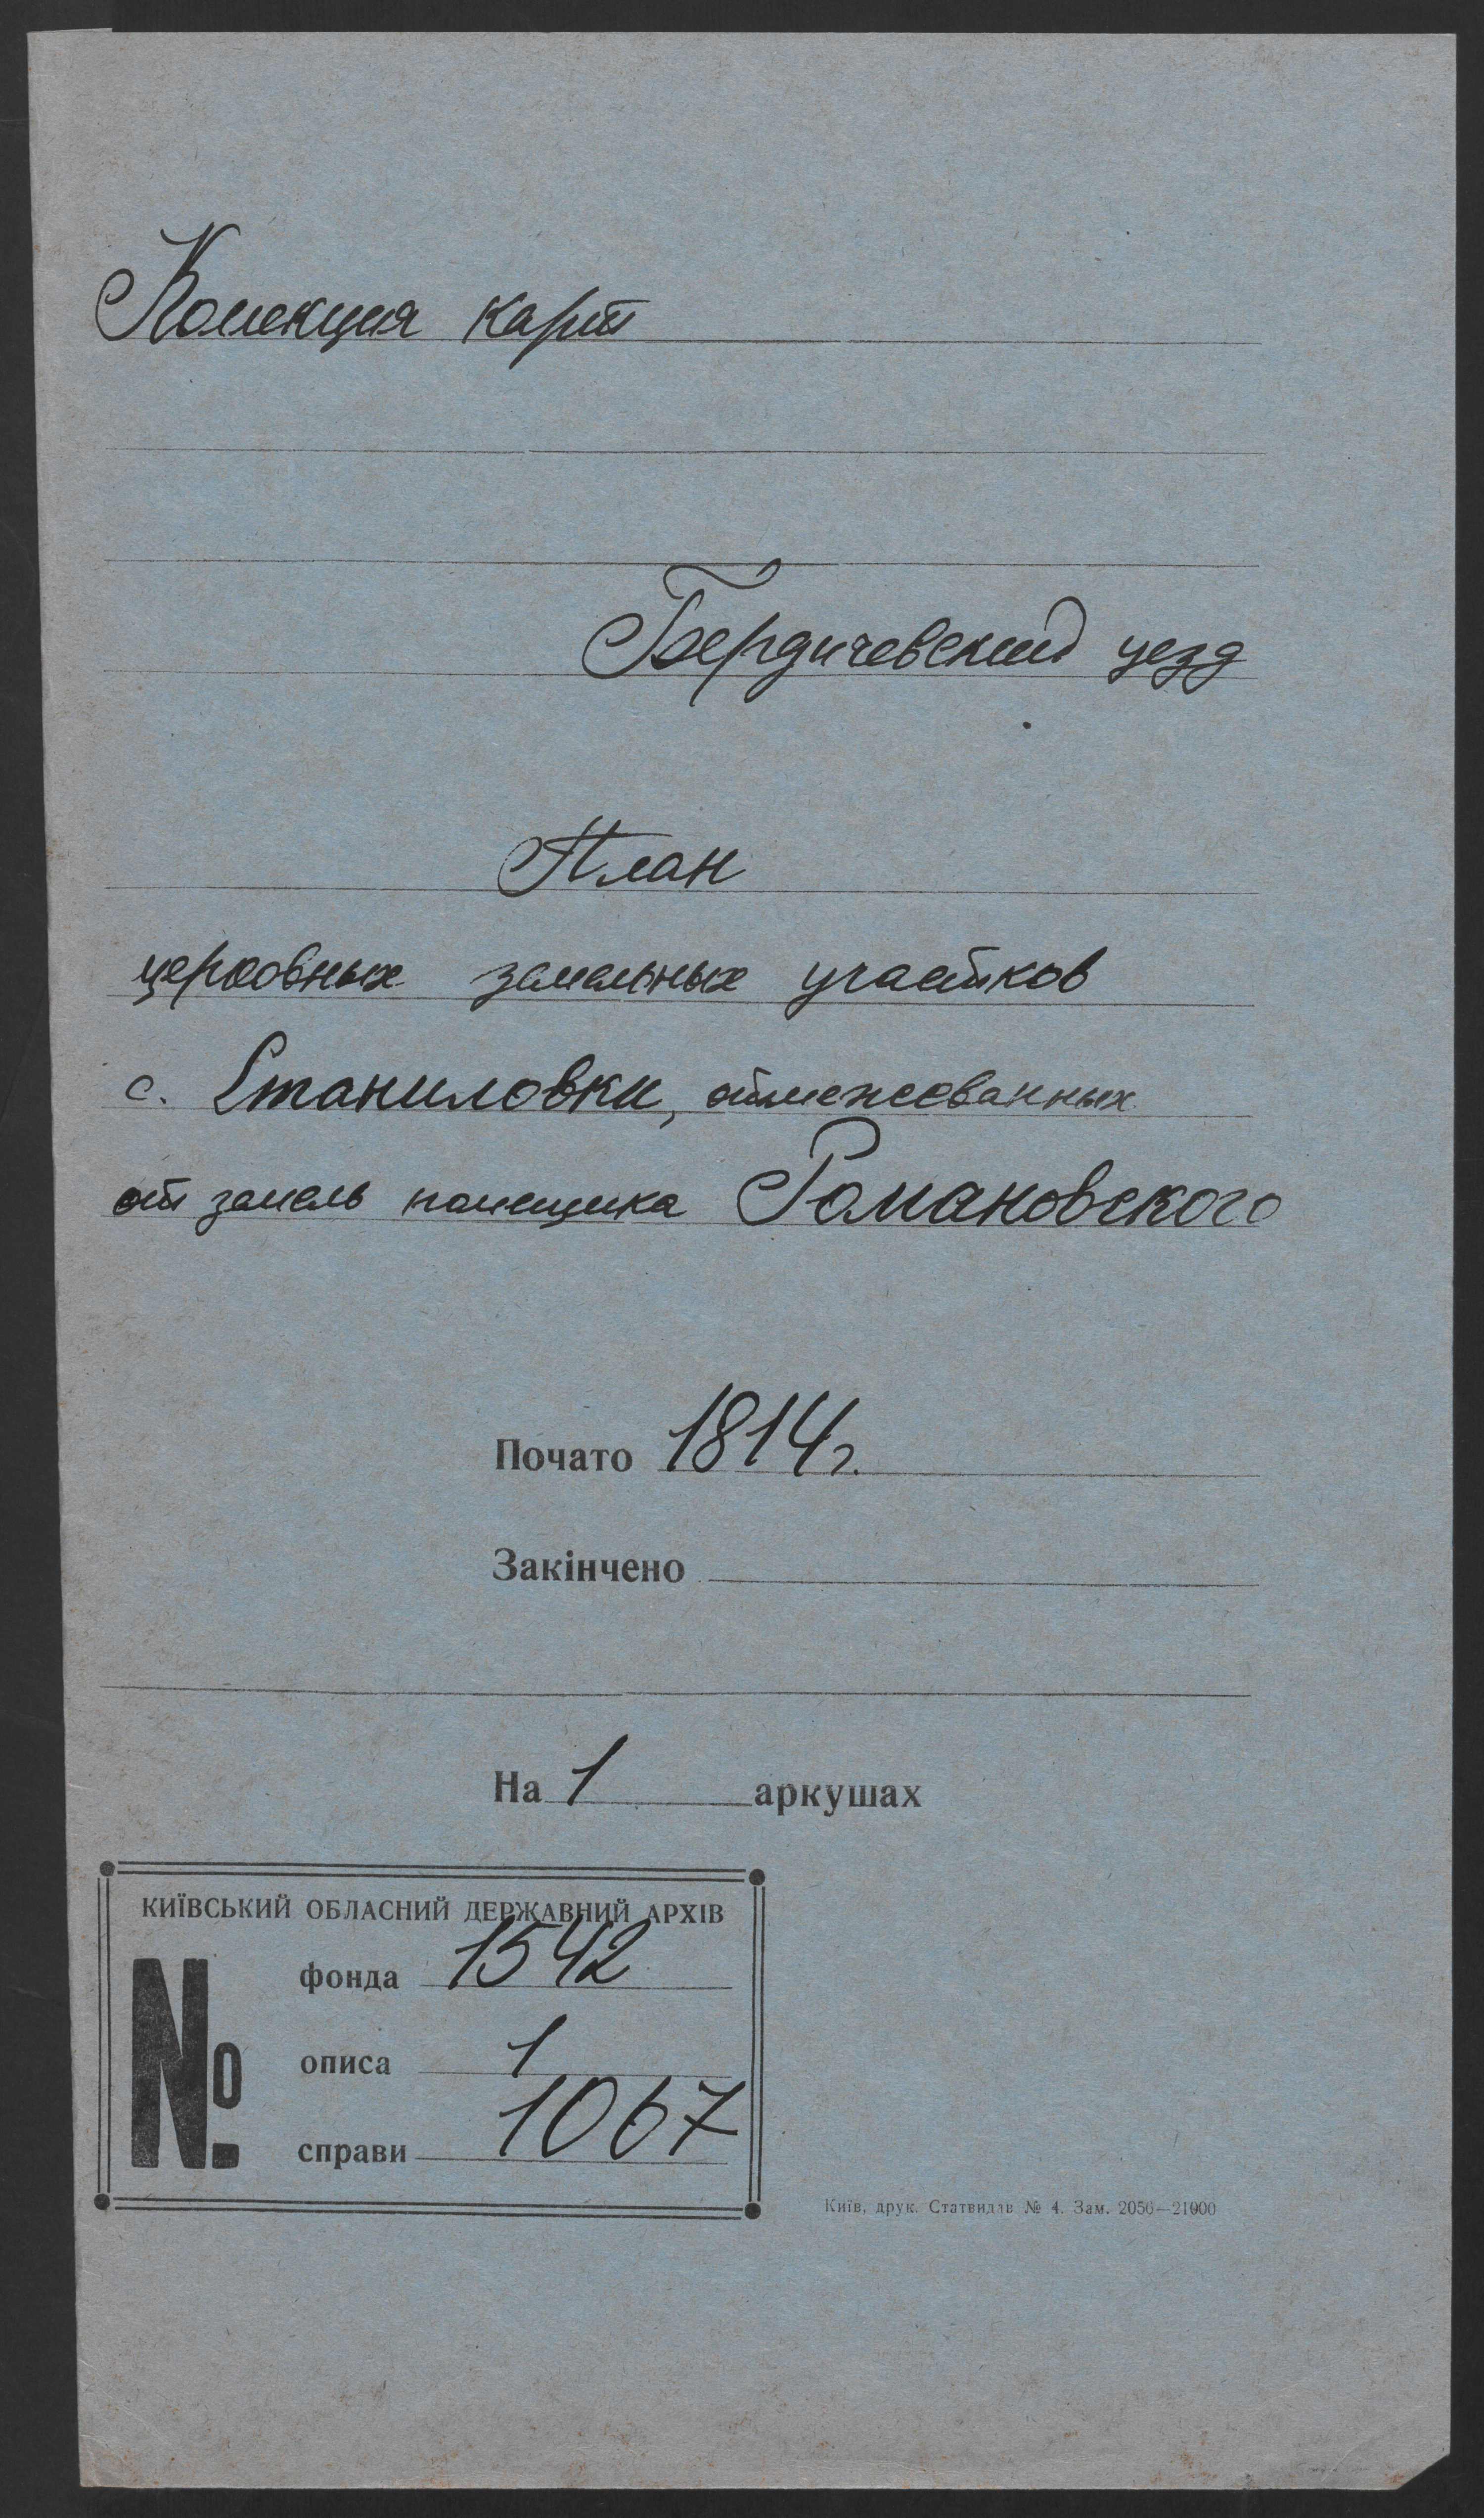 Колекция карт
Бердичевский уезд
План
церковных земельных участков
с. Станиловки, отмежеванных
от земель помещика Романовского
Почато 1814 г.
Закінчено
На 1 аркушах
КИЇВСЬКИЙ ОБЛАСНИЙ ДЕРЖАВНИЙ АРХІВ
№ фонда 1542
описа 1
справи 1067
Київ, друк. Статвидав № 4. Зам. 2050—21000